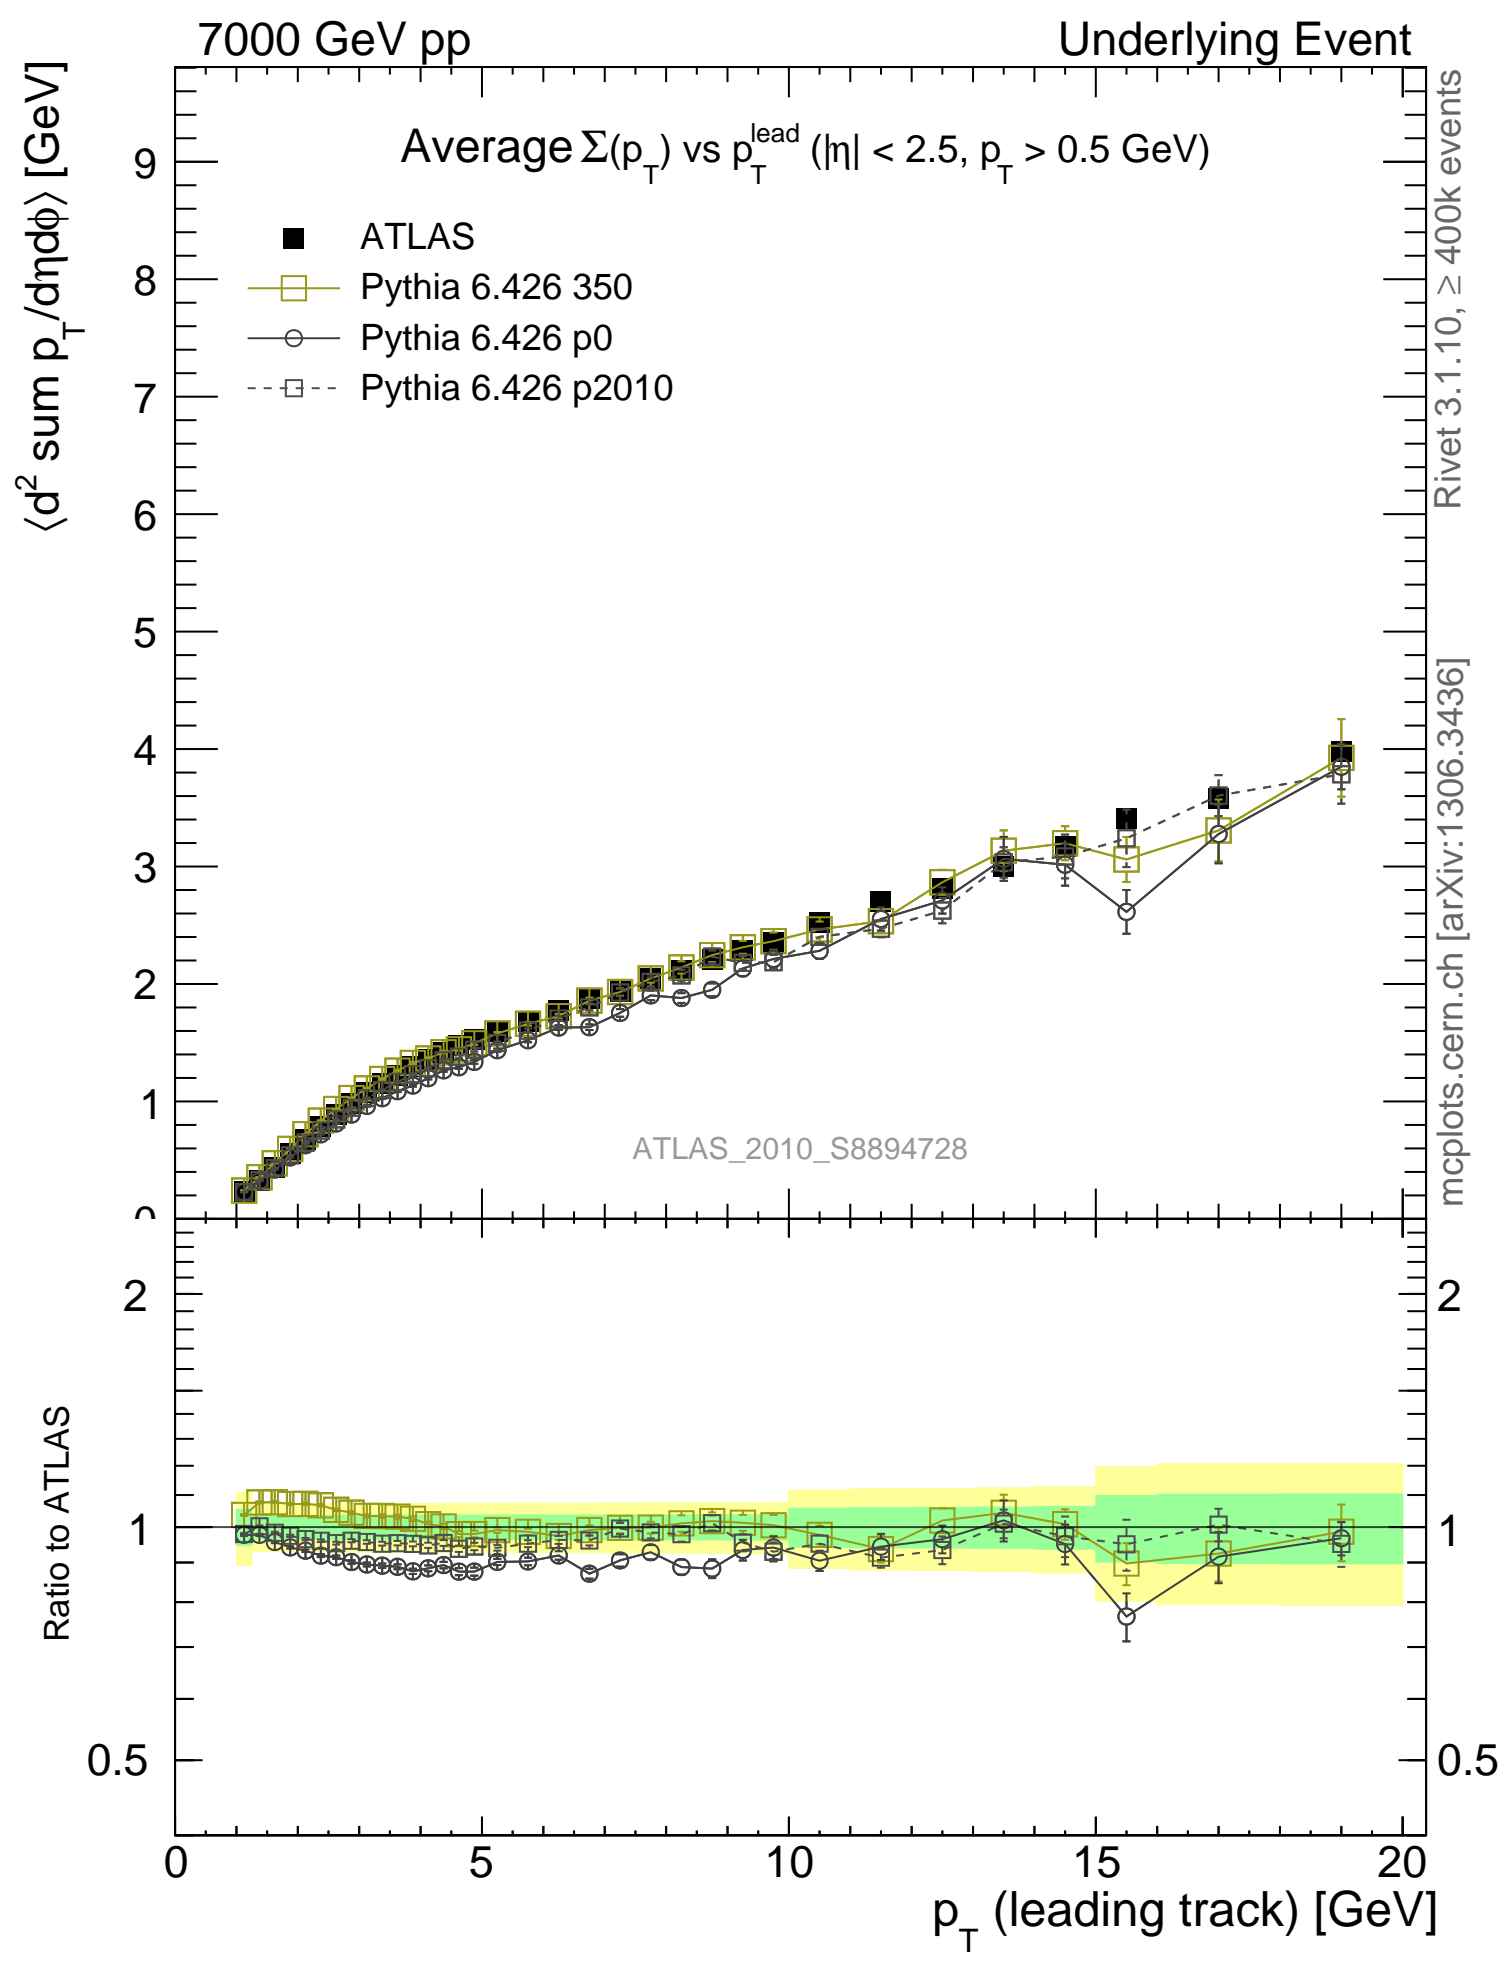 7000 GeV pp
Underlying Event
⟨d² sum p_T/dηdϕ⟩ [GeV]
Average Σ(p_T) vs p_T^lead (|η| < 2.5, p_T > 0.5 GeV)
ATLAS
Pythia 6.426 350
Pythia 6.426 p0
Pythia 6.426 p2010
9
8
7
6
5
4
3
2
1
0
ATLAS_2010_S8894728
Rivet 3.1.10, ≥ 400k events
mcplots.cern.ch [arXiv:1306.3436]
Ratio to ATLAS
2
1
0.5
2
1
0.5
0 5 10 15 20
p_T (leading track) [GeV]